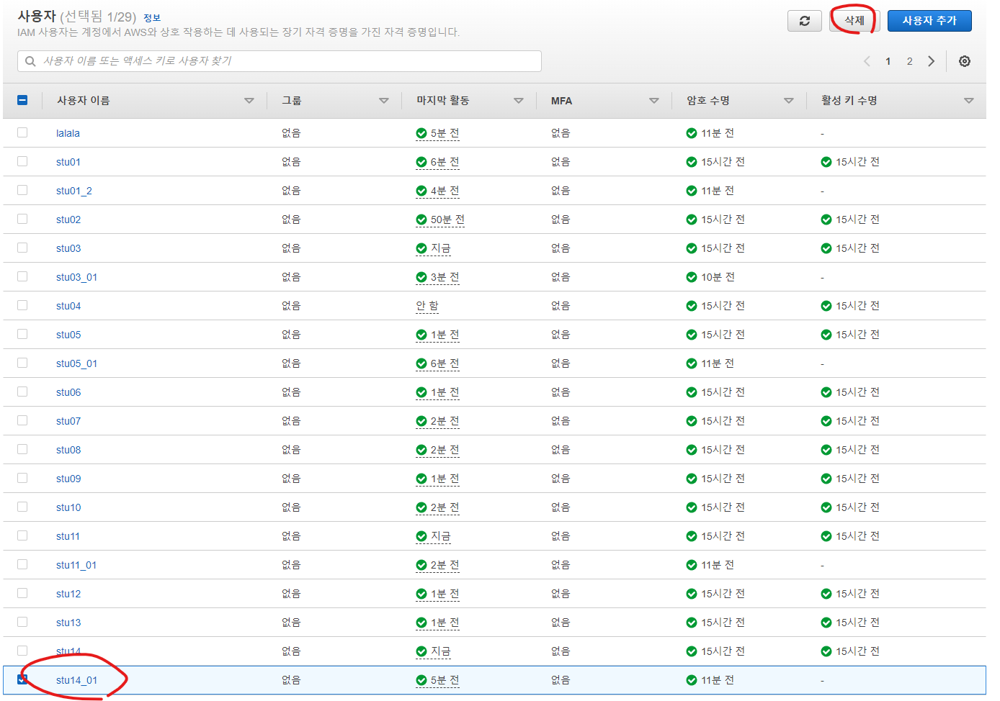 사용자 (선택됨 1/29) 정보
IAM 사용자는 계정에서 AWS와 상호 작용하는 데 사용되는 장기 자격 증명을 가진 자격 증명입니다.
삭제 사용자 추가
사용자 이름 또는 액세스 키로 사용자 찾기
1 2
사용자 이름 그룹 마지막 활동 MFA 암호 수명 활성 키 수명
lalala 없음 5분 전 없음 11분 전 -
stu01 없음 6분 전 없음 15시간 전 15시간 전
stu01_2 없음 4분 전 없음 11분 전 -
stu02 없음 50분 전 없음 15시간 전 15시간 전
stu03 없음 지금 없음 15시간 전 15시간 전
stu03_01 없음 3분 전 없음 10분 전 -
stu04 없음 안 함 없음 15시간 전 15시간 전
stu05 없음 1분 전 없음 15시간 전 15시간 전
stu05_01 없음 6분 전 없음 11분 전 -
stu06 없음 1분 전 없음 15시간 전 15시간 전
stu07 없음 2분 전 없음 15시간 전 15시간 전
stu08 없음 2분 전 없음 15시간 전 15시간 전
stu09 없음 1분 전 없음 15시간 전 15시간 전
stu10 없음 2분 전 없음 15시간 전 15시간 전
stu11 없음 지금 없음 15시간 전 15시간 전
stu11_01 없음 2분 전 없음 11분 전 -
stu12 없음 1분 전 없음 15시간 전 15시간 전
stu13 없음 1분 전 없음 15시간 전 15시간 전
stu14 없음 지금 없음 15시간 전 15시간 전
stu14_01 없음 5분 전 없음 11분 전 -